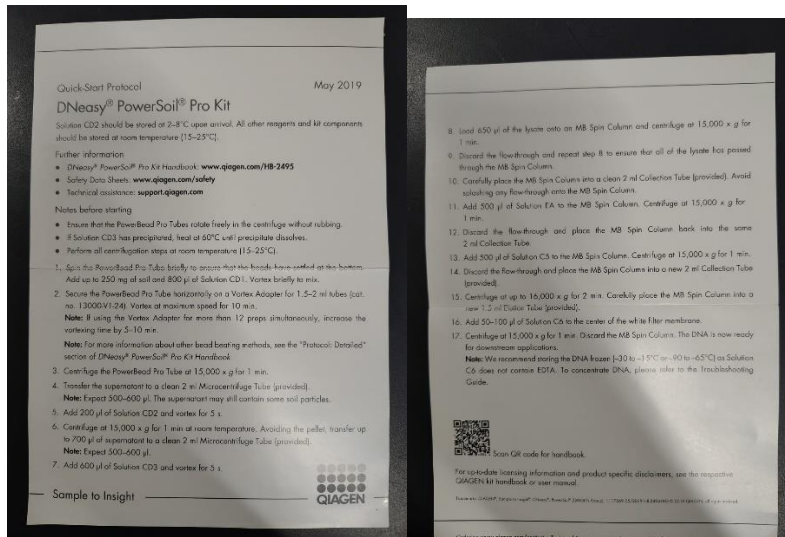 Quick-Start Protocol
May 2019
DNeasy® PowerSoil® Pro Kit
Solution CD2 should be stored at 2–8°C upon arrival. All other reagents and kit components
should be stored at room temperature (15–25°C).
Further information
• DNeasy® PowerSoil® Pro Kit Handbook: www.qiagen.com/HB-2495
• Safety Data Sheets: www.qiagen.com/safety
• Technical assistance: support.qiagen.com
Notes before starting
• Ensure that the PowerBead Pro Tubes rotate freely in the centrifuge without rubbing.
• If Solution CD3 has precipitated, heat at 60°C until precipitate dissolves.
• Perform all centrifugation steps at room temperature (15–25°C).
1. Spin the PowerBead Pro Tube briefly to ensure that the beads have settled at the bottom.
Add up to 250 mg of soil and 800 µl of Solution CD1. Vortex briefly to mix.
2. Secure the PowerBead Pro Tube horizontally on a Vortex Adapter for 1.5–2 ml tubes (cat.
no. 13000-V1-24). Vortex at maximum speed for 10 min.
Note: If using the Vortex Adapter for more than 12 preps simultaneously, increase the
vortexing time by 5–10 min.
Note: For more information about other bead beating methods, see the "Protocol: Detailed"
section of DNeasy® PowerSoil® Pro Kit Handbook
3. Centrifuge the PowerBead Pro Tube at 15,000 x g for 1 min.
4. Transfer the supernatant to a clean 2 ml Microcentrifuge Tube (provided).
Note: Expect 500–600 µl. The supernatant may still contain some soil particles.
5. Add 200 µl of Solution CD2 and vortex for 5 s.
6. Centrifuge at 15,000 x g for 1 min at room temperature. Avoiding the pellet, transfer up
to 700 µl of supernatant to a clean 2 ml Microcentrifuge Tube (provided).
Note: Expect 500–600 µl.
7. Add 600 µl of Solution CD3 and vortex for 5 s.
Sample to Insight
QIAGEN
8. Load 650 µl of the lysate onto an MB Spin Column and centrifuge at 15,000 x g for
1 min.
9. Discard the flow-through and repeat step 8 to ensure that all of the lysate has passed
through the MB Spin Column.
10. Carefully place the MB Spin Column into a clean 2 ml Collection Tube (provided). Avoid
splashing any flow-through onto the MB Spin Column.
11. Add 500 µl of Solution EA to the MB Spin Column. Centrifuge at 15,000 x g for
1 min.
12. Discard the flow-through and place the MB Spin Column back into the same
2 ml Collection Tube.
13. Add 500 µl of Solution C5 to the MB Spin Column. Centrifuge at 15,000 x g for 1 min.
14. Discard the flow-through and place the MB Spin Column into a new 2 ml Collection Tube
(provided).
15. Centrifuge at up to 16,000 x g for 2 min. Carefully place the MB Spin Column into a
new 1.5 ml Elution Tube (provided).
16. Add 50–100 µl of Solution C6 to the center of the white filter membrane.
17. Centrifuge at 15,000 x g for 1 min. Discard the MB Spin Column. The DNA is now ready
for downstream applications.
Note: We recommend storing the DNA frozen (–30 to –15°C or –90 to –65°C) as Solution
C6 does not contain EDTA. To concentrate DNA, please refer to the Troubleshooting
Guide.
Scan QR code for handbook.
For up-to-date licensing information and product-specific disclaimers, see the respective
QIAGEN kit handbook or user manual.